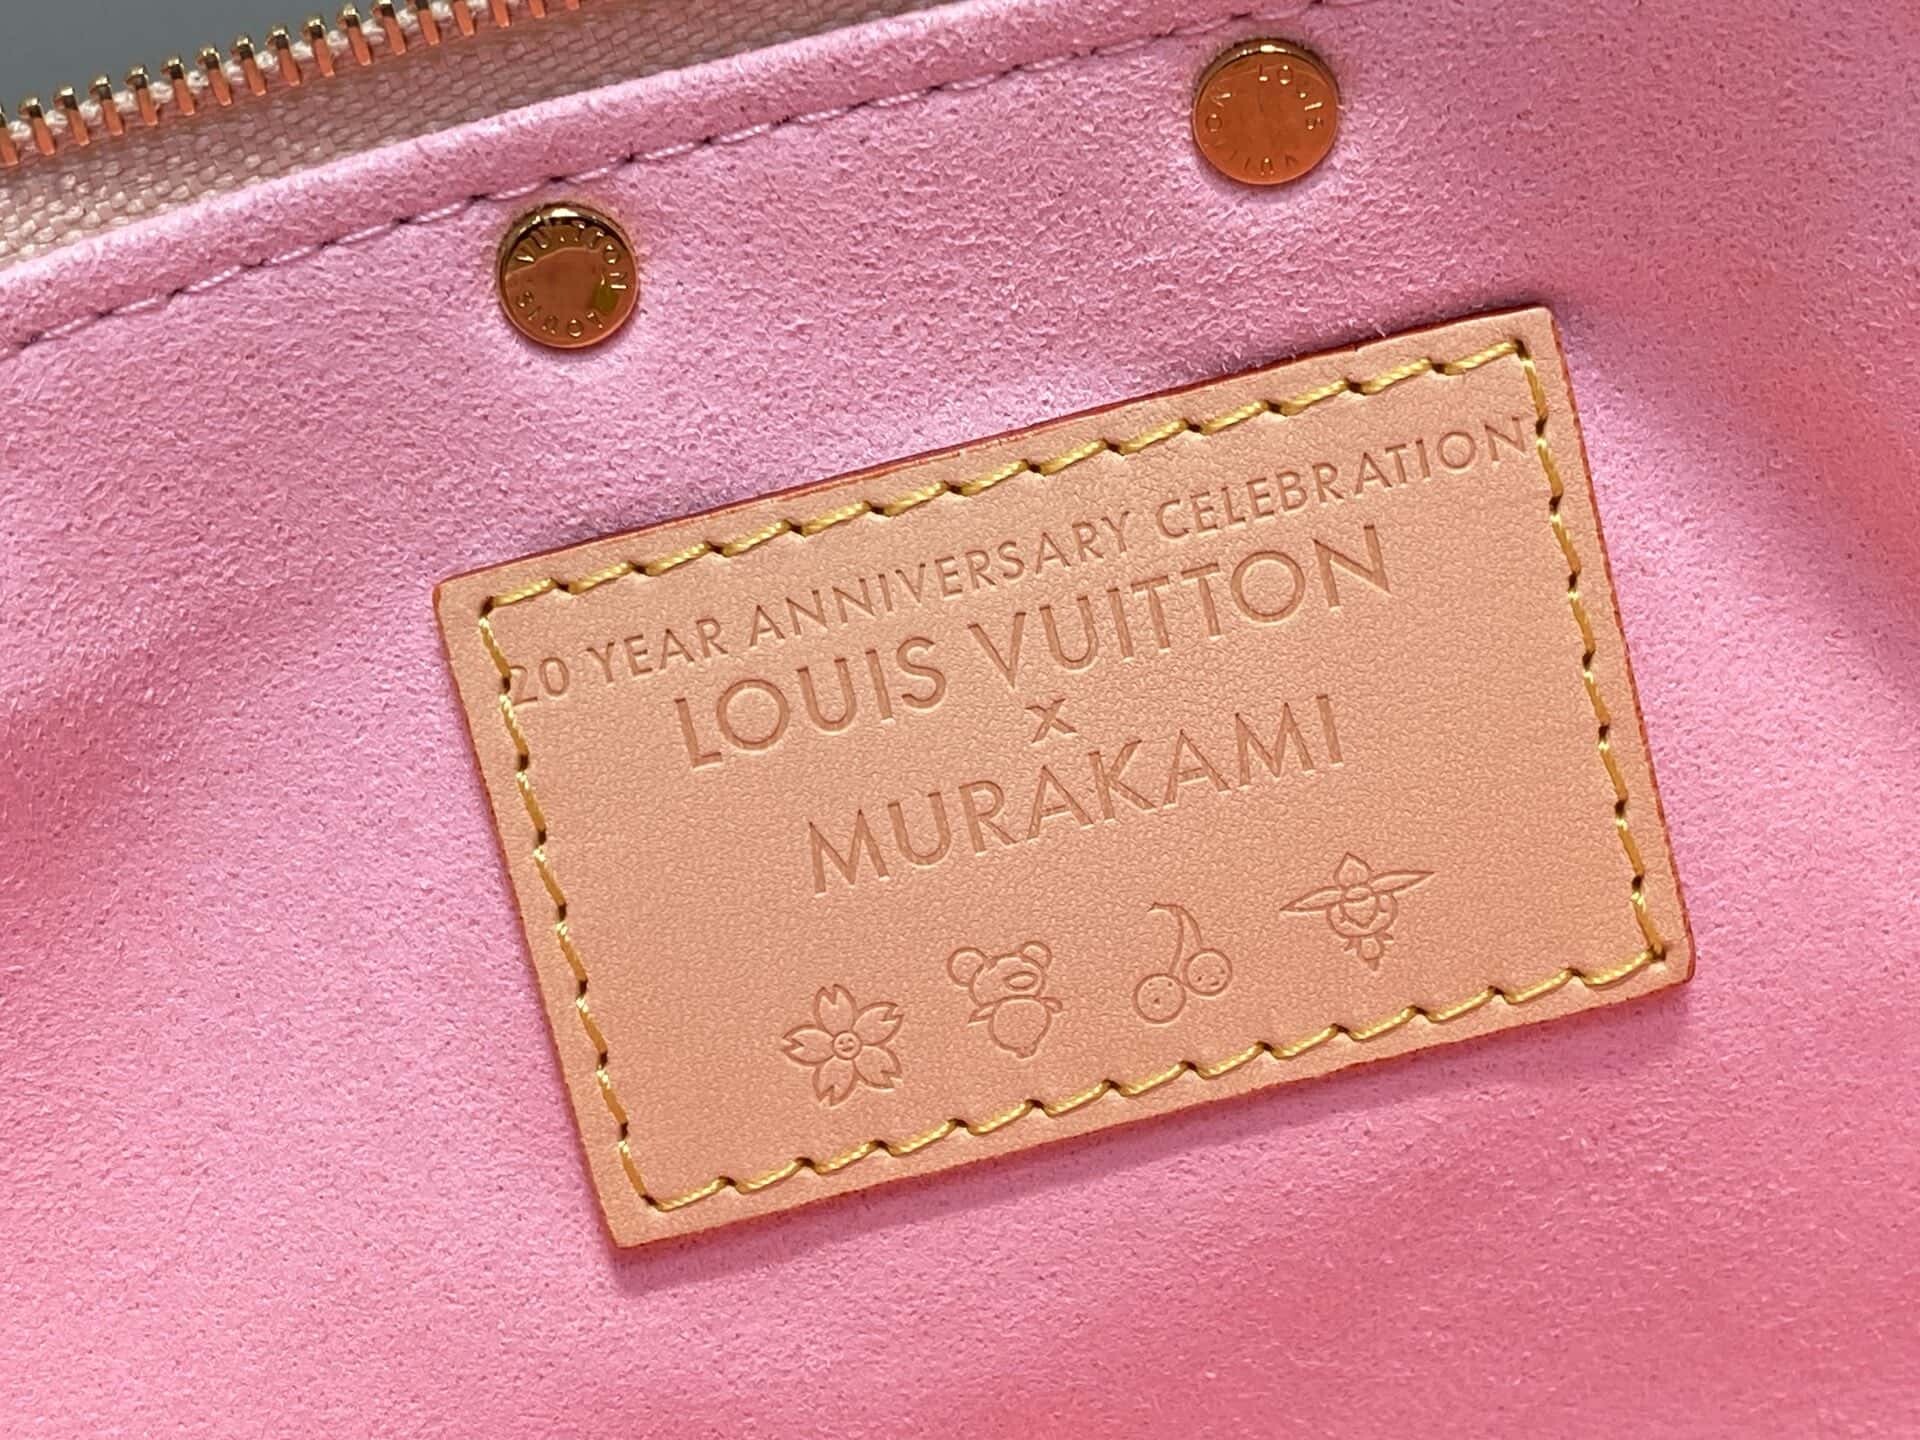 LOUIS VUITTON
LOUIS VUITTON
20 YEAR ANNIVERSARY CELEBRATION
LOUIS VUITTON
x
MURAKAMI